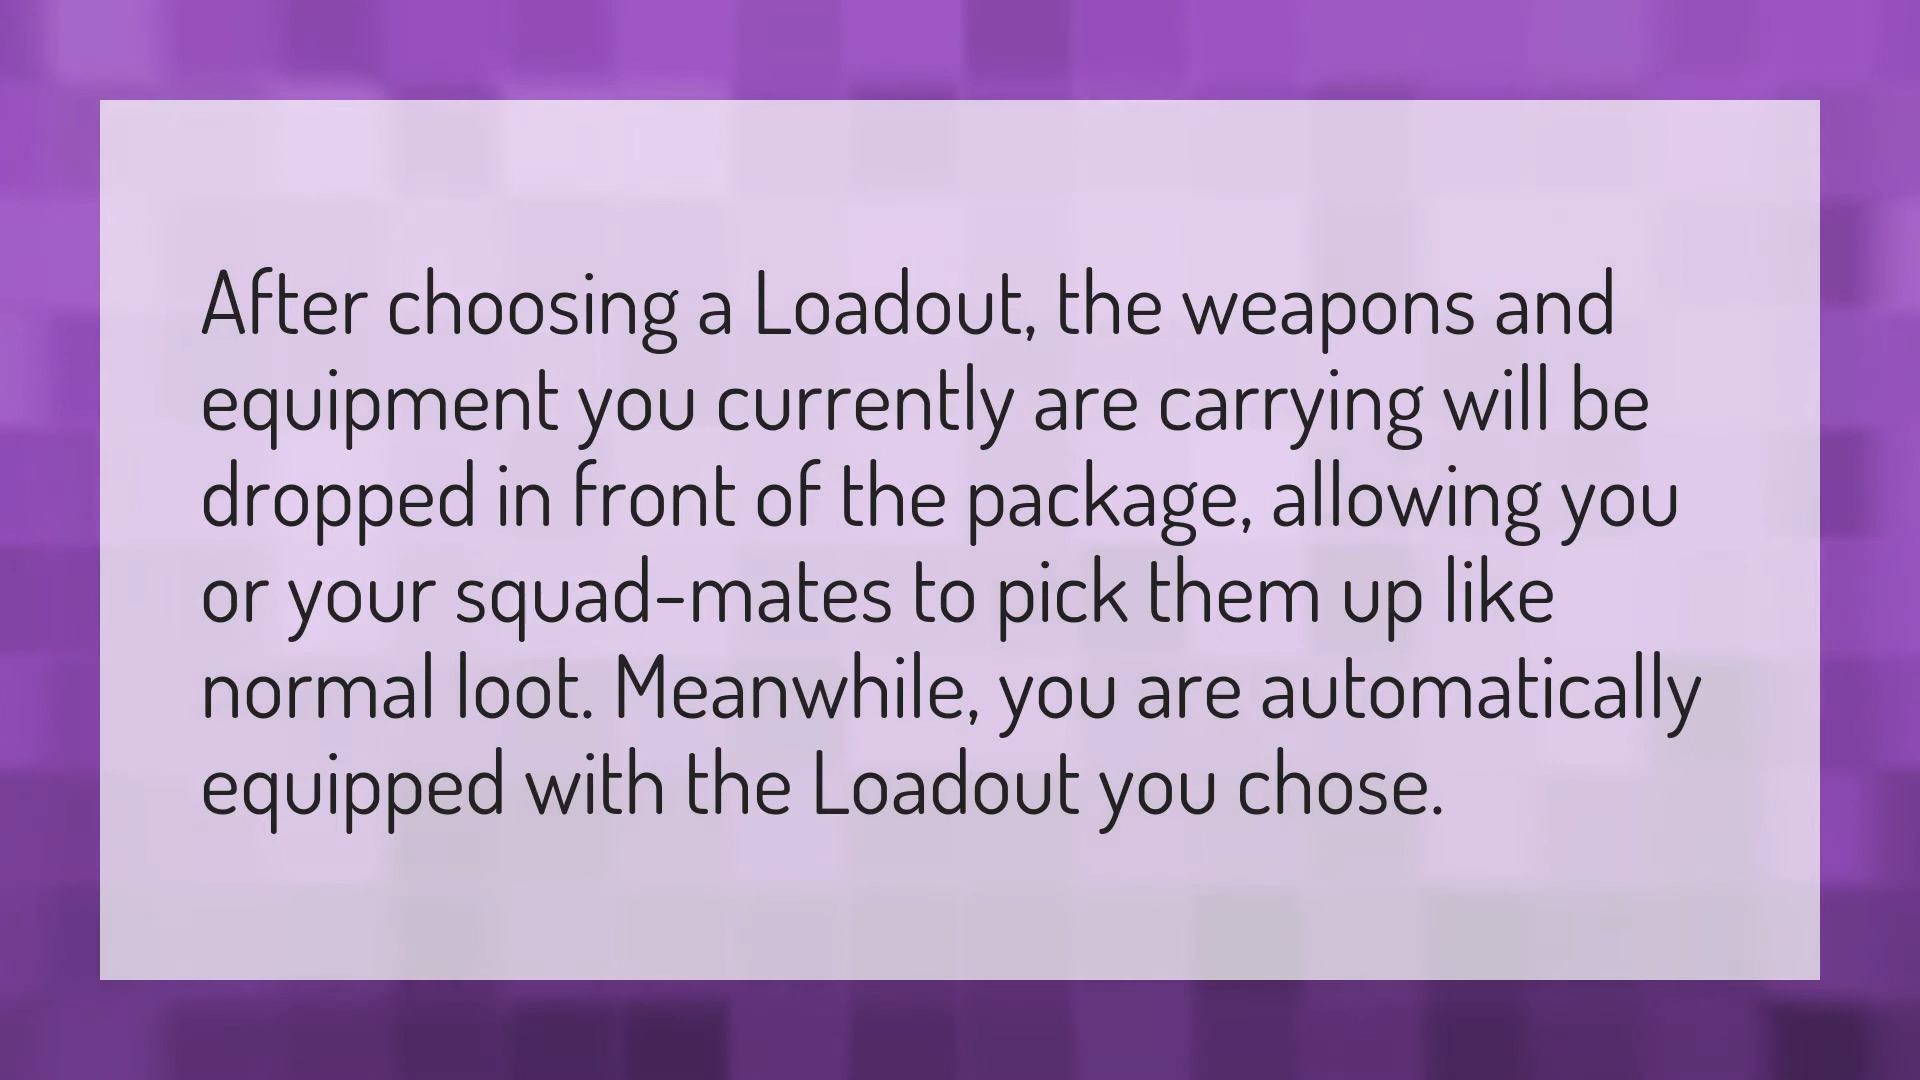 After choosing a Loadout, the weapons and
equipment you currently are carrying will be
dropped in front of the package, allowing you
or your squad-mates to pick them up like
normal loot. Meanwhile, you are automatically
equipped with the Loadout you chose.